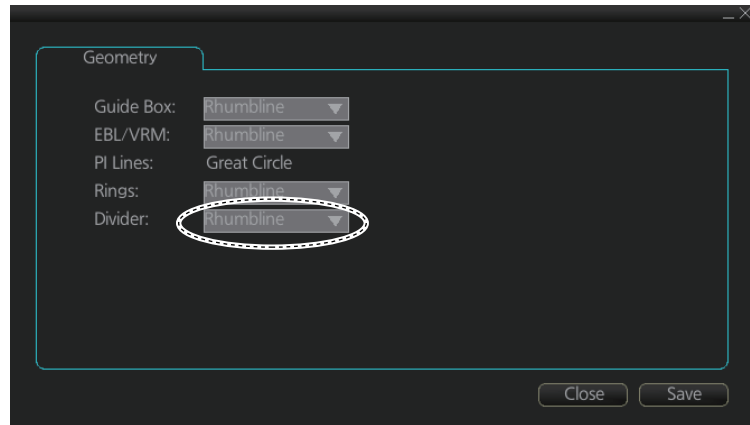 Geometry
Guide Box: Rhumbline
EBL/VRM: Rhumbline
PI Lines: Great Circle
Rings: Rhumbline
Divider: Rhumbline
Close Save